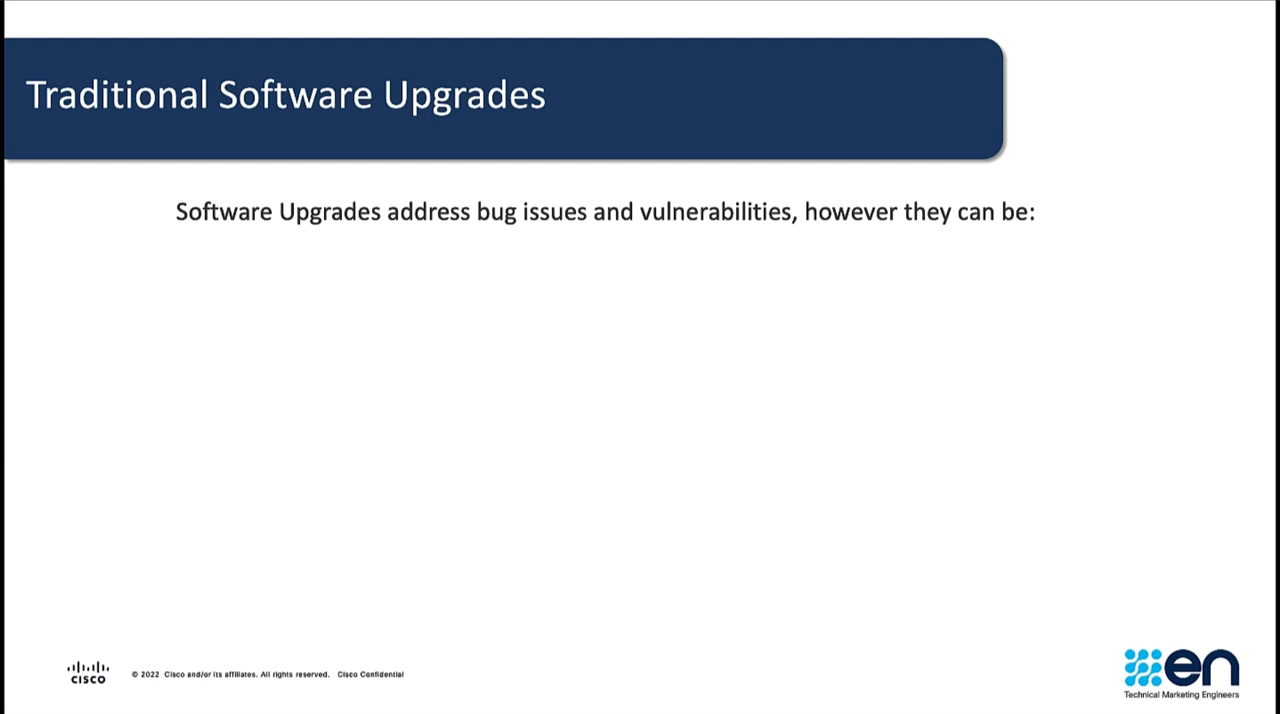 Traditional Software Upgrades
Software Upgrades address bug issues and vulnerabilities, however they can be:
CISCO
© 2022 Cisco and/or its affiliates. All rights reserved. Cisco Confidential
en
Technical Marketing Engineers